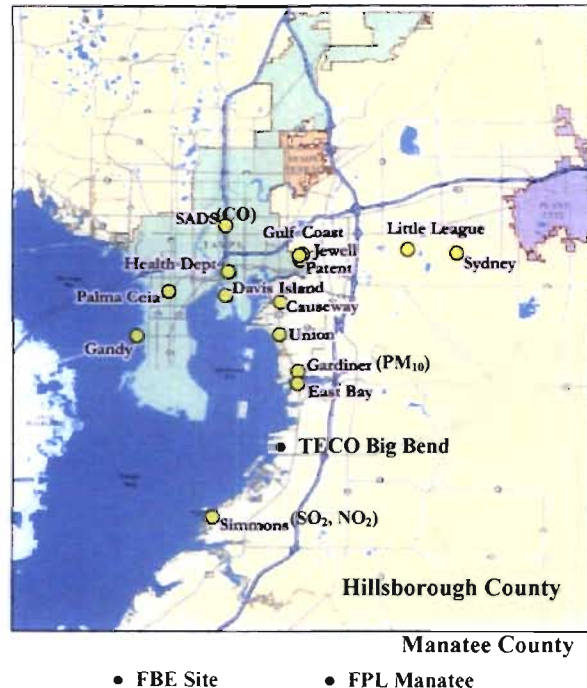 SADS (CO)
Gulf Coast
Jewell
Patent
Little League
Sydney
Health Dept
Davis Island
Palma Ceia
Causeway
Gandy
Union
Gardiner (PM₁₀)
East Bay
TECO Big Bend
Simmons (SO₂, NO₂)
Hillsborough County
Manatee County
• FBE Site • FPL Manatee